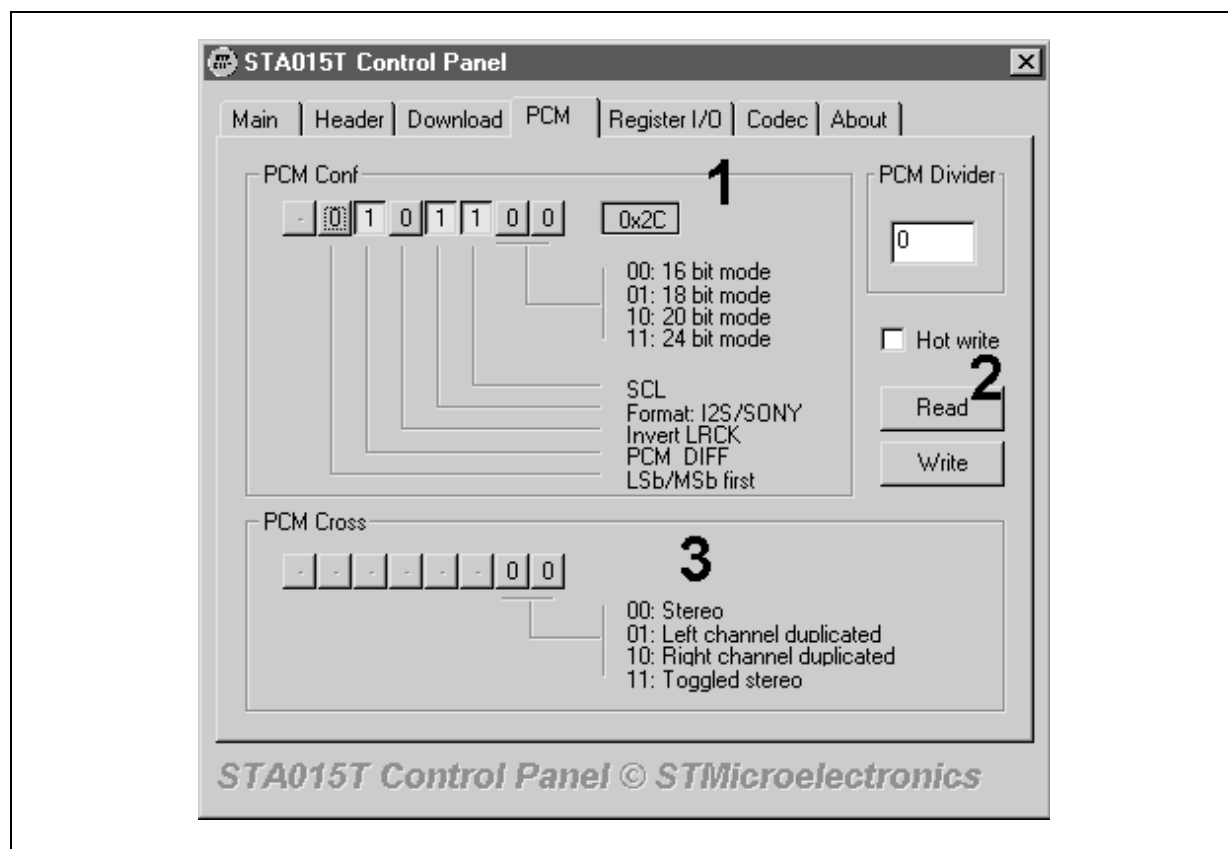 STA015T Control Panel
Main Header Download PCM Register I/O Codec About
PCM Conf
1
- 0 1 0 1 1 0 0 0x2C
00: 16 bit mode
01: 18 bit mode
10: 20 bit mode
11: 24 bit mode
SCL
Format: I2S/SONY
Invert LRCK
PCM DIFF
LSb/MSb first
PCM Divider
0
Hot write
2
Read
Write
PCM Cross
- - - - - - 0 0
3
00: Stereo
01: Left channel duplicated
10: Right channel duplicated
11: Toggled stereo
STA015T Control Panel © STMicroelectronics